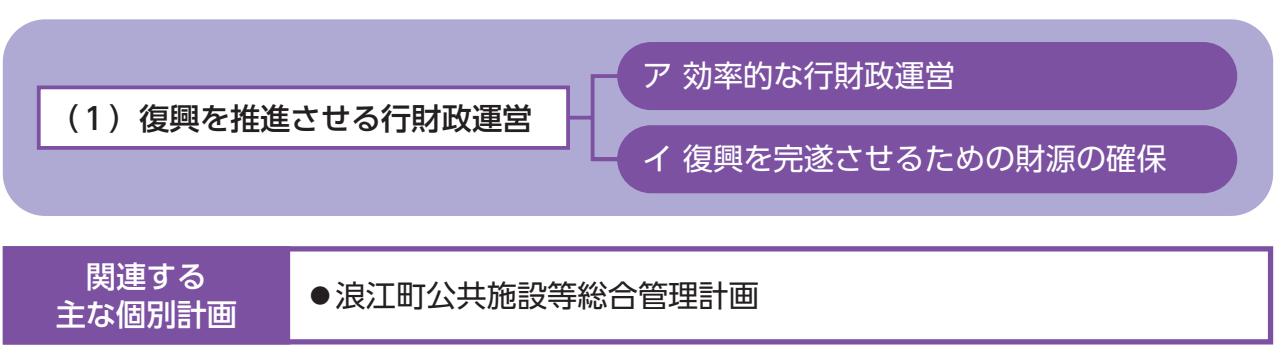 （1）復興を推進させる行財政運営
ア 効率的な行財政運営
イ 復興を完遂させるための財源の確保
関連する
主な個別計画
●浪江町公共施設等総合管理計画